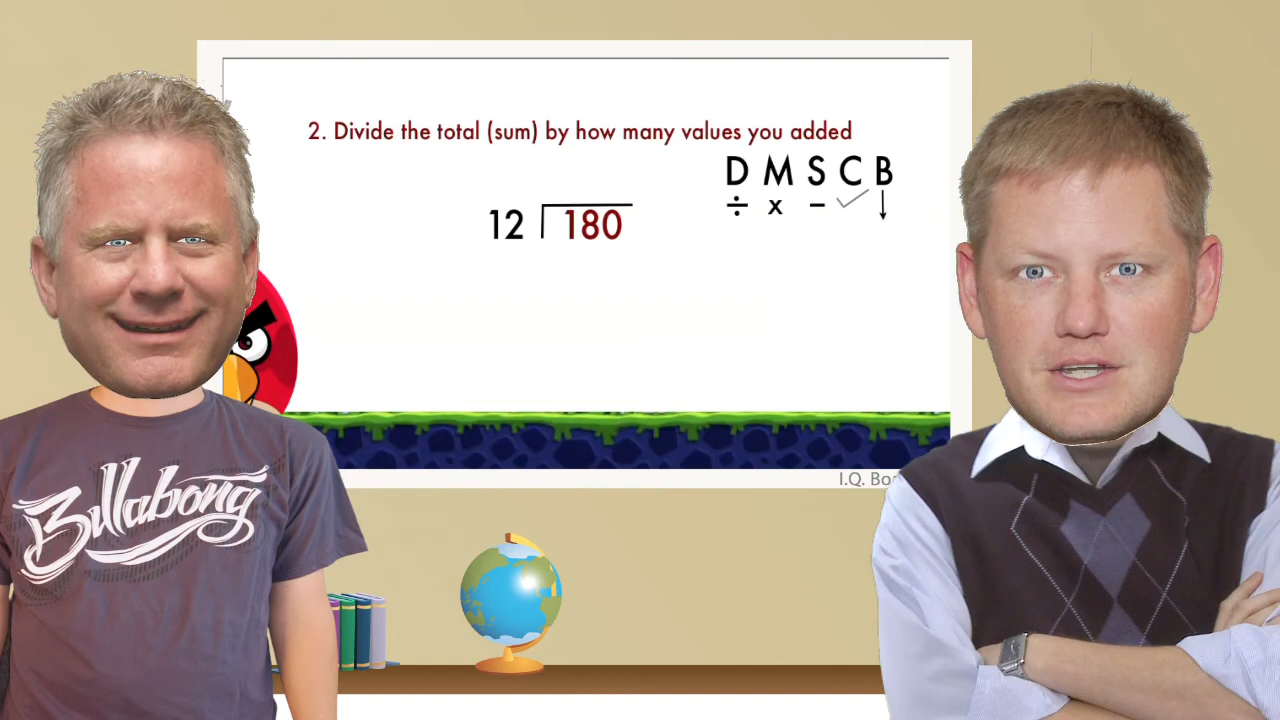 2. Divide the total (sum) by how many values you added
D M S C B
÷ x − ✓ ↓
12 180
I.Q.
Billabong